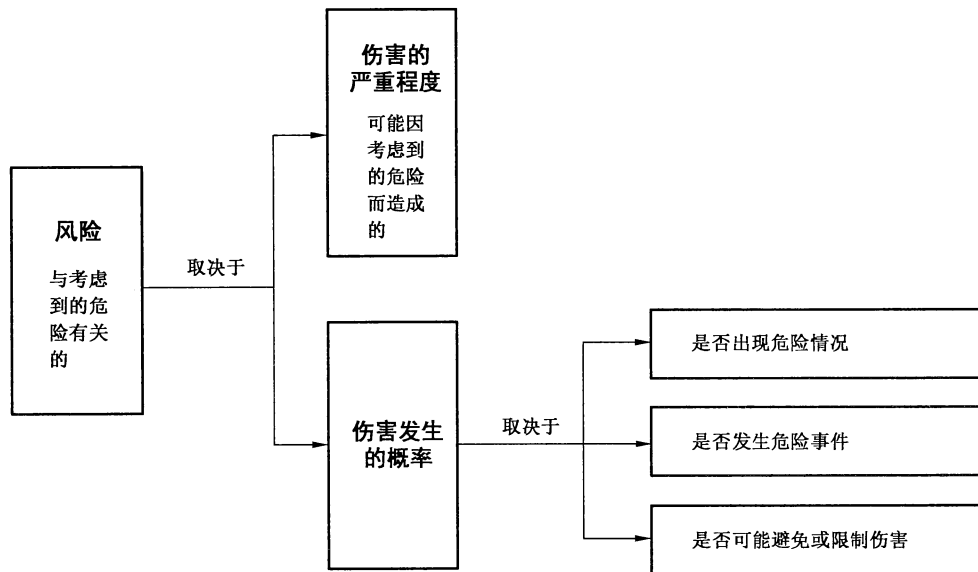 风险
与考虑
到的危
险有关
的
取决于
伤害的
严重程度
可能因
考虑到
的危险
而造成
的
伤害发生
的概率
取决于
是否出现危险情况
是否发生危险事件
是否可能避免或限制伤害